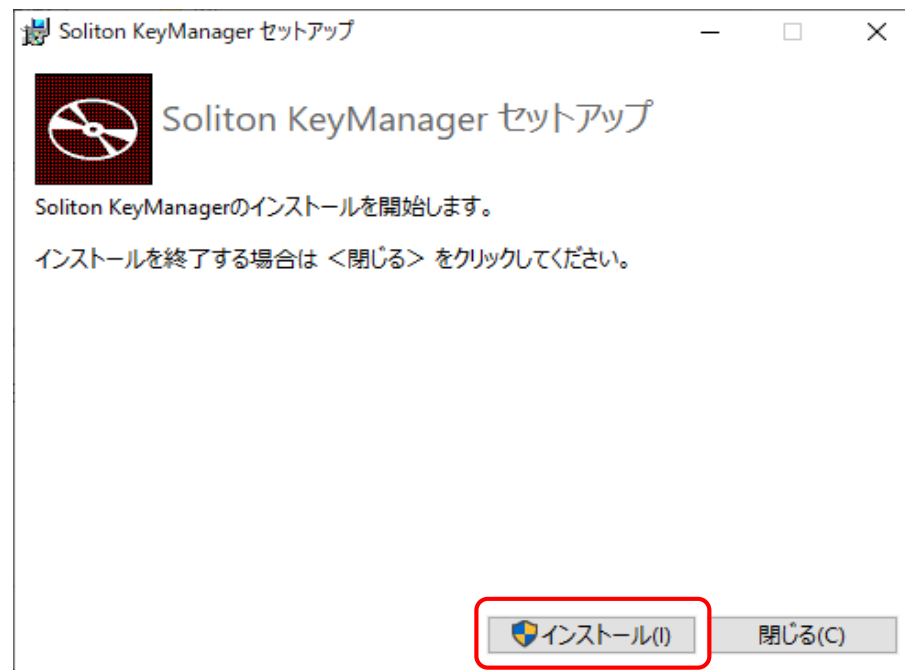 Soliton KeyManager セットアップ
Soliton KeyManager セットアップ
Soliton KeyManagerのインストールを開始します。
インストールを終了する場合は ＜閉じる＞ をクリックしてください。
インストール(I)
閉じる(C)